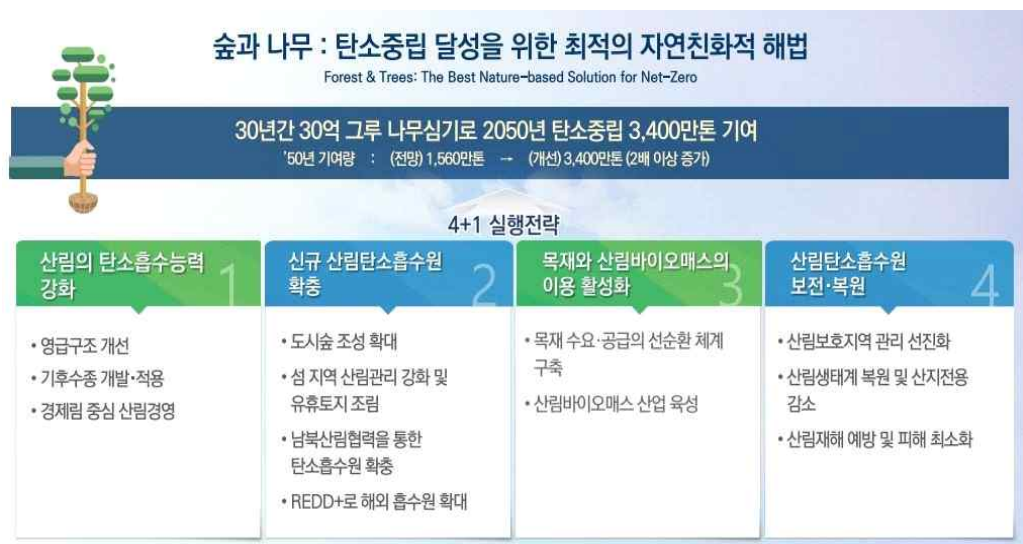 숲과 나무 : 탄소중립 달성을 위한 최적의 자연친화적 해법
Forest & Trees: The Best Nature-based Solution for Net-Zero
30년간 30억 그루 나무심기로 2050년 탄소중립 3,400만톤 기여
'50년 기여량 : (전망) 1,560만톤 → (개선) 3,400만톤 (2배 이상 증가)
4+1 실행전략
산림의 탄소흡수능력
강화
1
• 영급구조 개선
• 기후수종 개발·적용
• 경제림 중심 산림경영
신규 산림탄소흡수원
확충
2
• 도시숲 조성 확대
• 섬 지역 산림관리 강화 및
유휴토지 조림
• 남북산림협력을 통한
탄소흡수원 확충
• REDD+로 해외 흡수원 확대
목재와 산림바이오매스의
이용 활성화
3
• 목재 수요·공급의 선순환 체계
구축
• 산림바이오매스 산업 육성
산림탄소흡수원
보전·복원
4
• 산림보호지역 관리 선진화
• 산림생태계 복원 및 산지전용
감소
• 산림재해 예방 및 피해 최소화